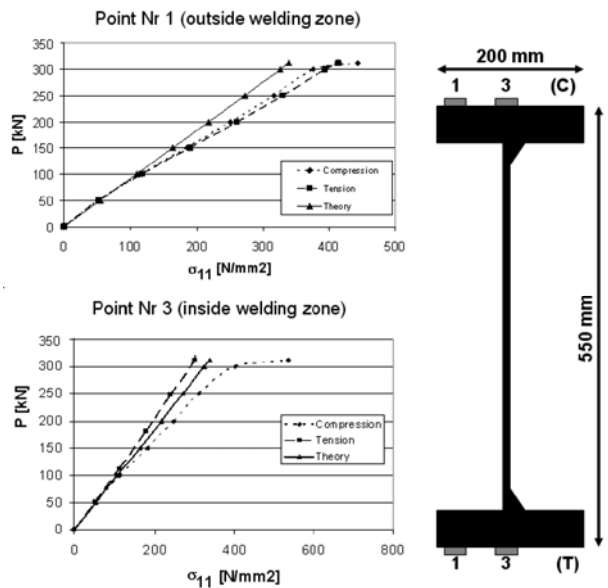 Point Nr 1 (outside welding zone)
350
300
250
200
150
100
50
0
P [kN]
Compression
Tension
Theory
0 100 200 300 400 500
σ11 [N/mm2]
Point Nr 3 (inside welding zone)
350
300
250
200
150
100
50
0
P [kN]
Compression
Tension
Theory
0 200 400 600 800
σ11 [N/mm2]
200 mm
1 3 (C)
550 mm
1 3 (T)